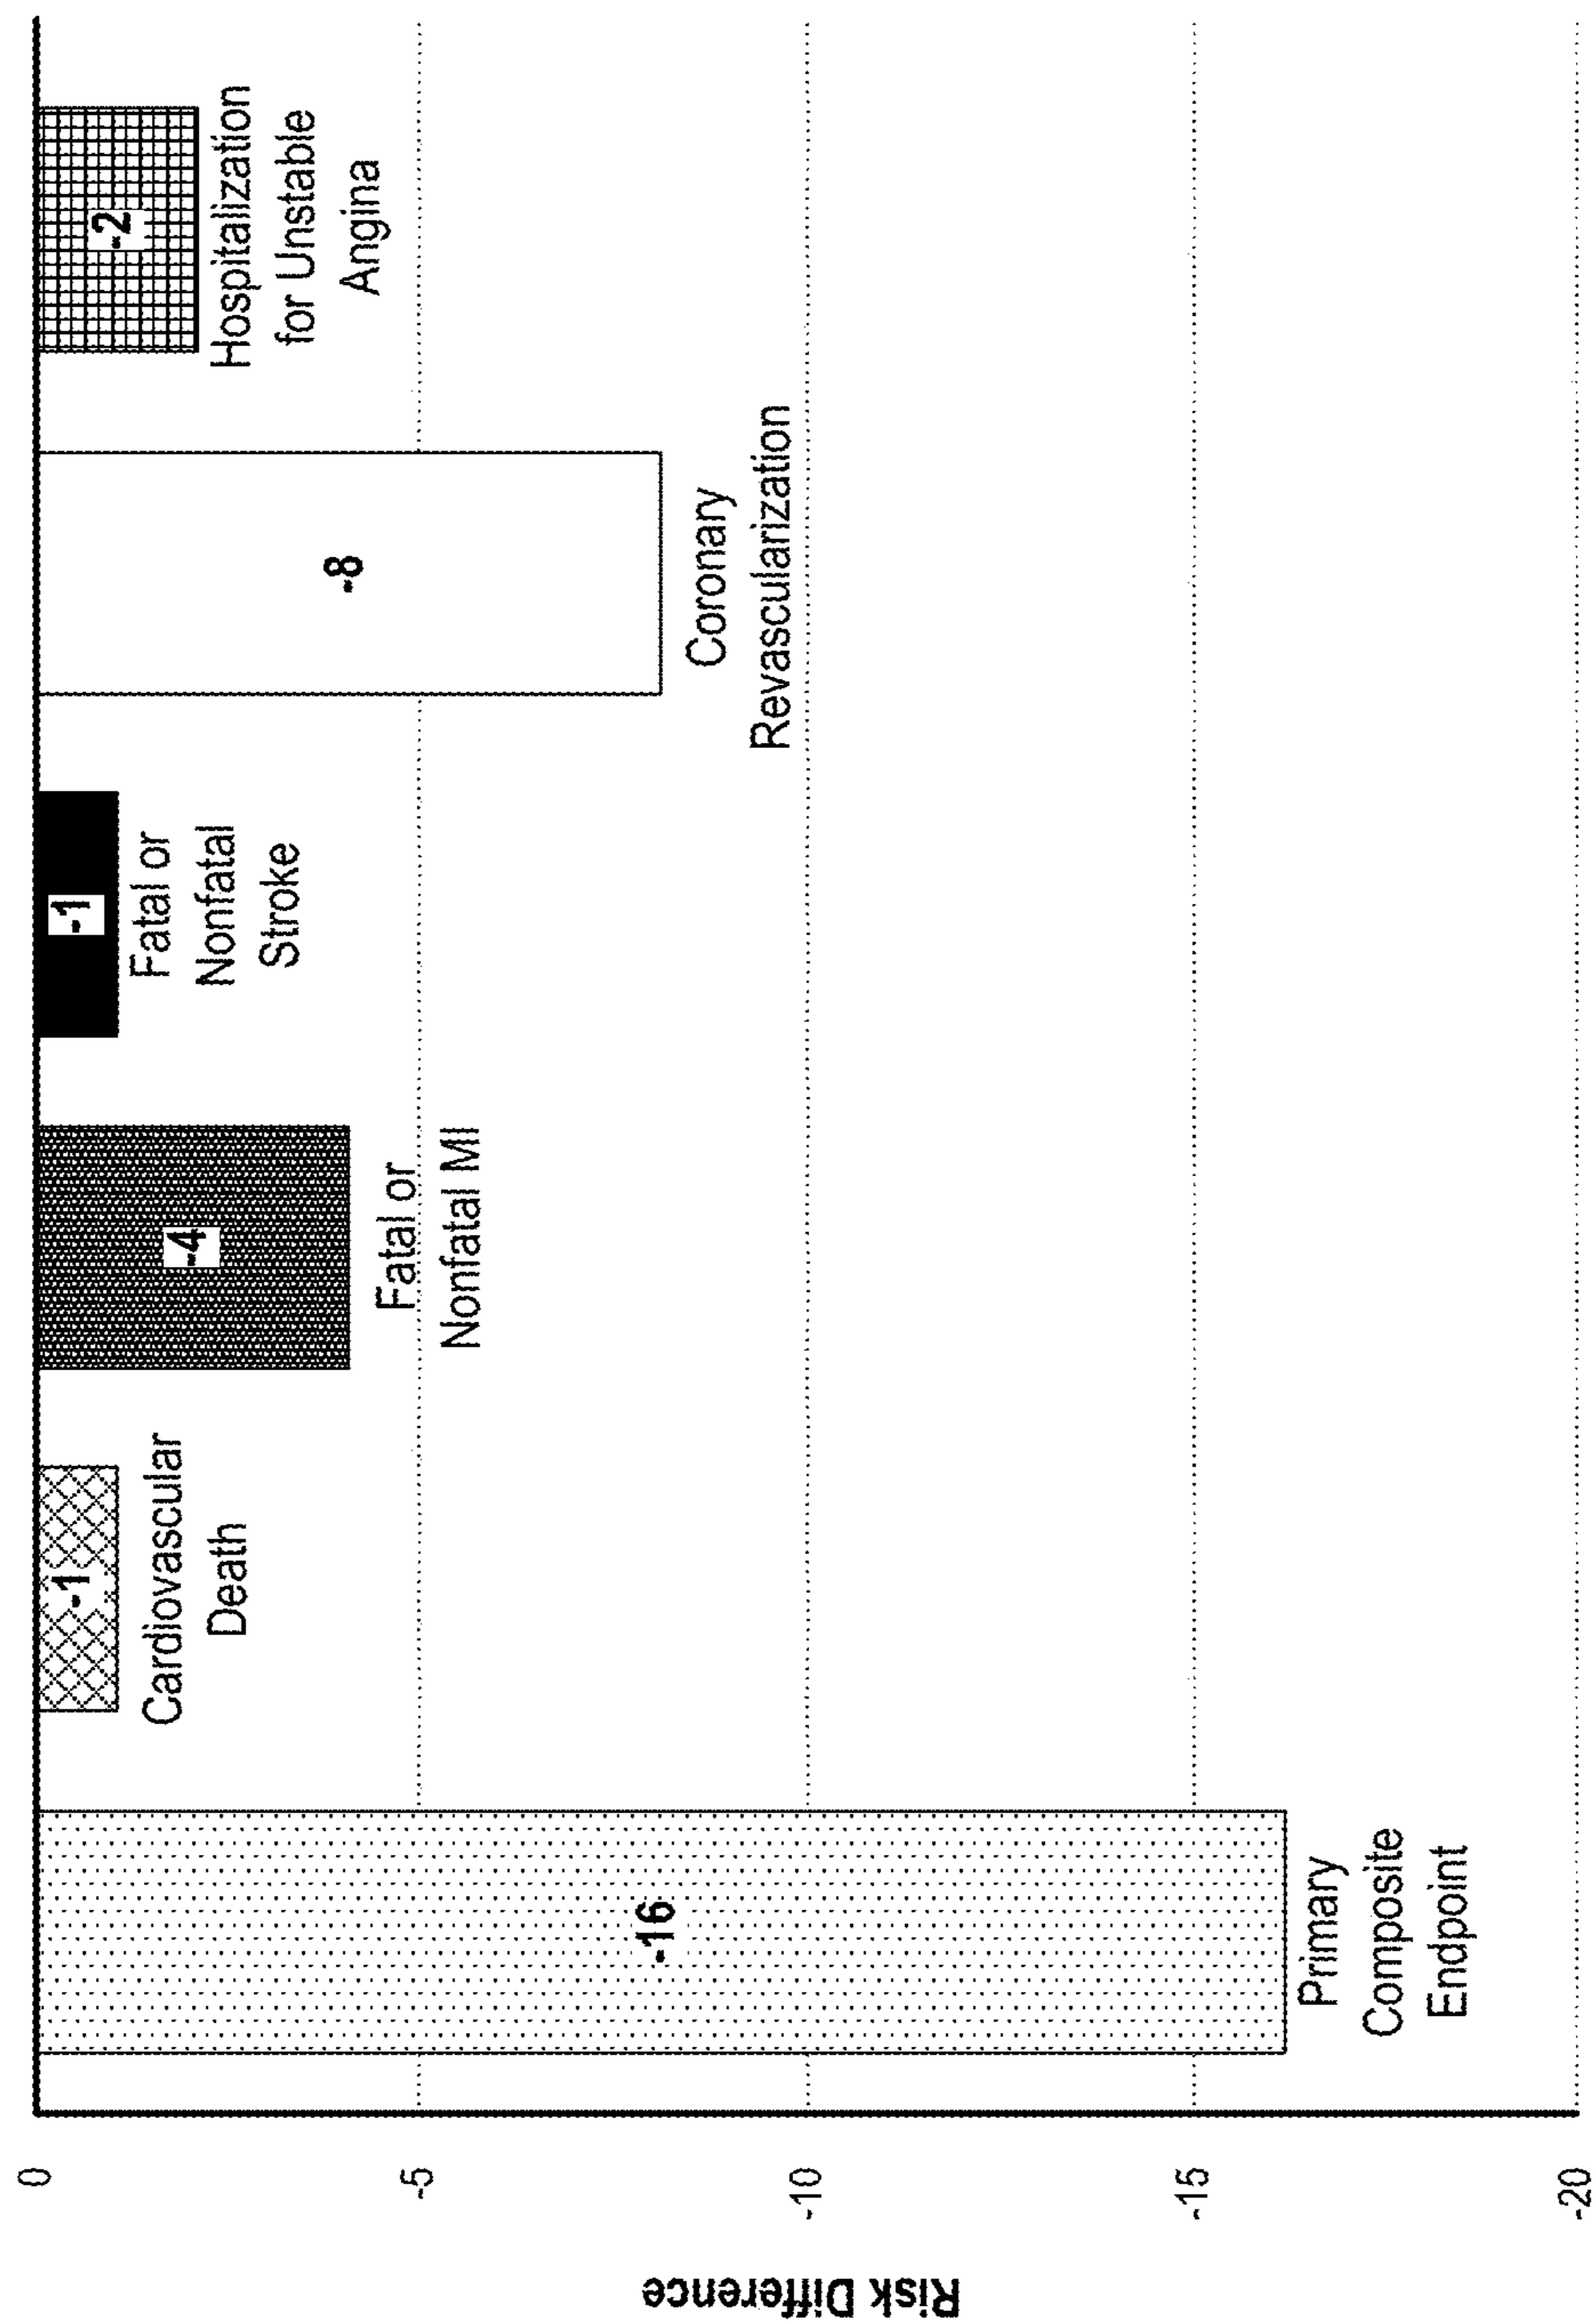 Risk Difference
0
-5
-10
-15
-20
-16
Primary
Composite
Endpoint
-1
Cardiovascular
Death
-4
Fatal or
Nonfatal MI
-1
Fatal or
Nonfatal
Stroke
-8
Coronary
Revascularization
-2
Hospitalization
for Unstable
Angina